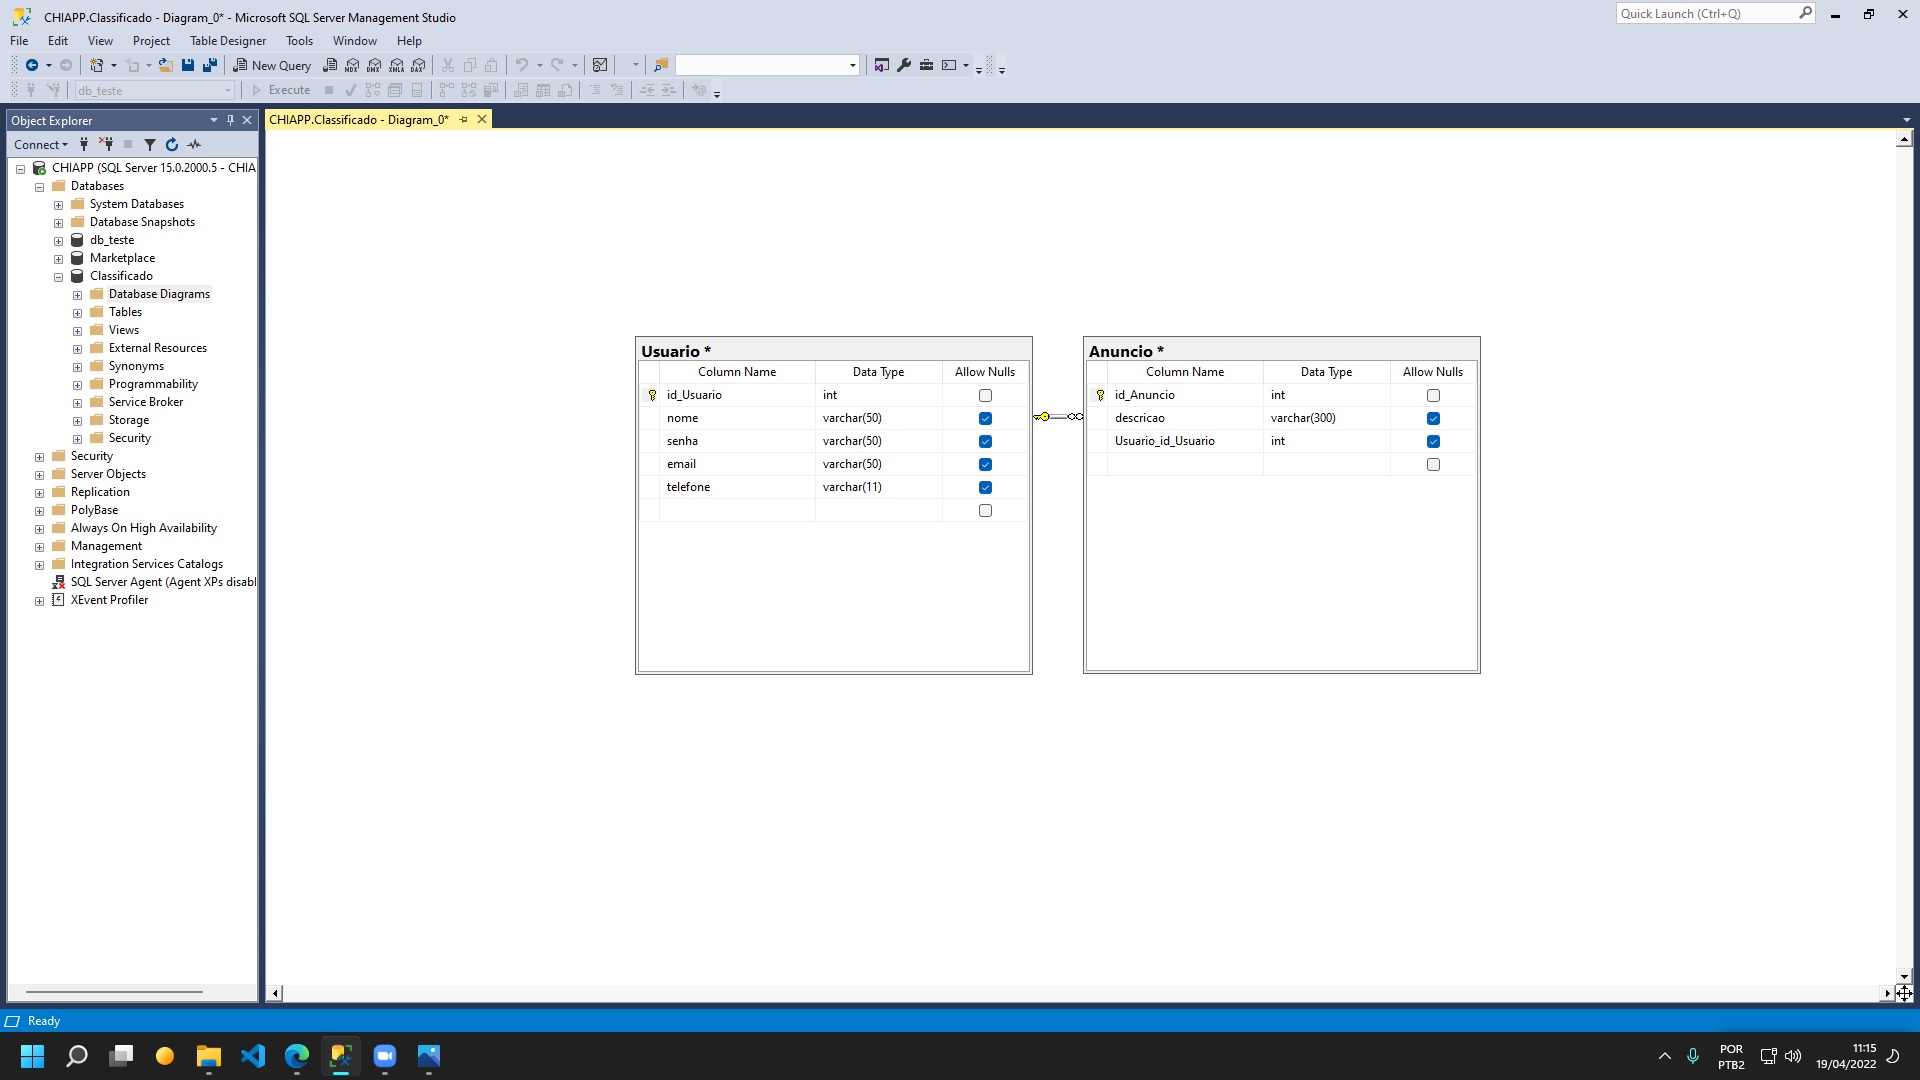 CHIAPP.Classificado - Diagram_0* - Microsoft SQL Server Management Studio
Quick Launch (Ctrl+Q)
File Edit View Project Table Designer Tools Window Help
New Query MDX DMX XMLA DAX
db_teste Execute
Object Explorer
CHIAPP.Classificado - Diagram_0*
Connect
CHIAPP (SQL Server 15.0.2000.5 - CHIA
Databases
System Databases
Database Snapshots
db_teste
Marketplace
Classificado
Database Diagrams
Tables
Views
External Resources
Synonyms
Programmability
Service Broker
Storage
Security
Security
Server Objects
Replication
PolyBase
Always On High Availability
Management
Integration Services Catalogs
SQL Server Agent (Agent XPs disabl
XEvent Profiler
Usuario *
Column Name Data Type Allow Nulls
id_Usuario int
nome varchar(50)
senha varchar(50)
email varchar(50)
telefone varchar(11)
Anuncio *
Column Name Data Type Allow Nulls
id_Anuncio int
descricao varchar(300)
Usuario_id_Usuario int
Ready
POR
PTB2
11:15
19/04/2022